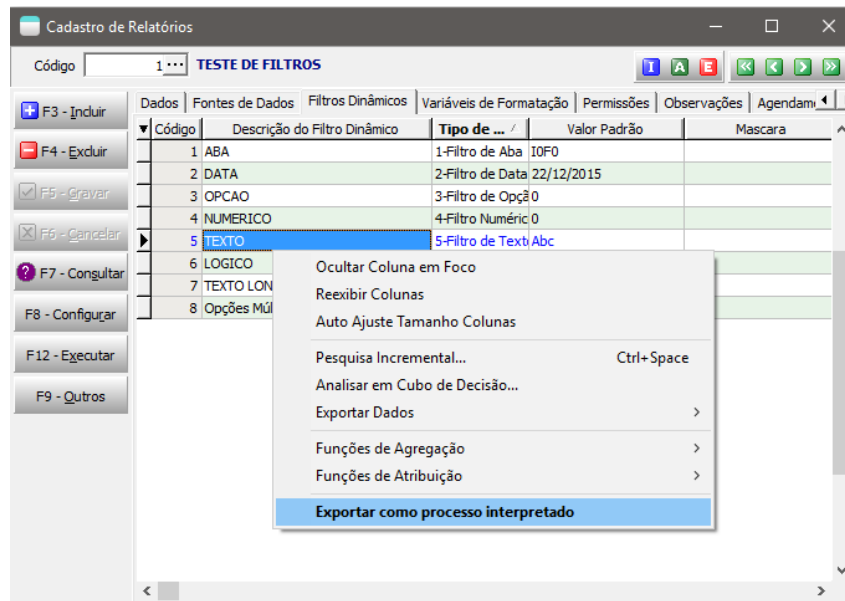 Cadastro de Relatórios
Código 1 ··· TESTE DE FILTROS I A E
F3 - Incluir
F4 - Excluir
F5 - Gravar
F6 - Cancelar
F7 - Consultar
F8 - Configurar
F12 - Executar
F9 - Outros
Dados Fontes de Dados Filtros Dinâmicos Variáveis de Formatação Permissões Observações Agendam
Código Descrição do Filtro Dinâmico Tipo de ... Valor Padrão Mascara
1 ABA 1-Filtro de Aba I0F0
2 DATA 2-Filtro de Data 22/12/2015
3 OPCAO 3-Filtro de Opçã 0
4 NUMERICO 4-Filtro Numéric 0
5 TEXTO 5-Filtro de Text Abc
6 LOGICO
7 TEXTO LON
8 Opções Múl
Ocultar Coluna em Foco
Reexibir Colunas
Auto Ajuste Tamanho Colunas
Pesquisa Incremental... Ctrl+Space
Analisar em Cubo de Decisão...
Exportar Dados
Funções de Agregação
Funções de Atribuição
Exportar como processo interpretado